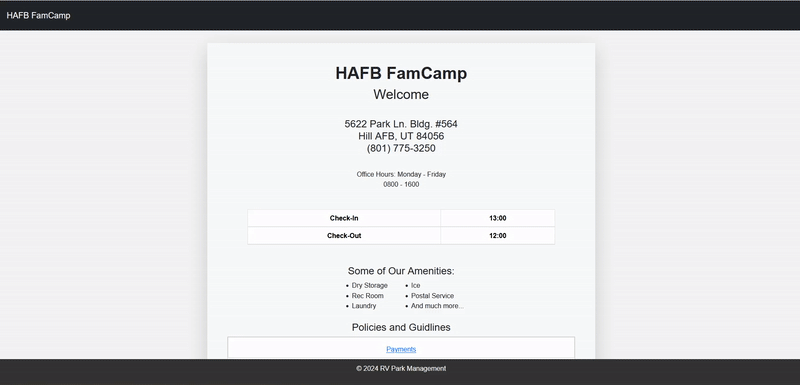 HAFB FamCamp
HAFB FamCamp
Welcome
5622 Park Ln. Bldg. #564
Hill AFB, UT 84056
(801) 775-3250
Office Hours: Monday - Friday
0800 - 1600
Check-In 13:00
Check-Out 12:00
Some of Our Amenities:
• Dry Storage • Ice
• Rec Room • Postal Service
• Laundry • And much more...
Policies and Guidlines
Payments
© 2024 RV Park Management